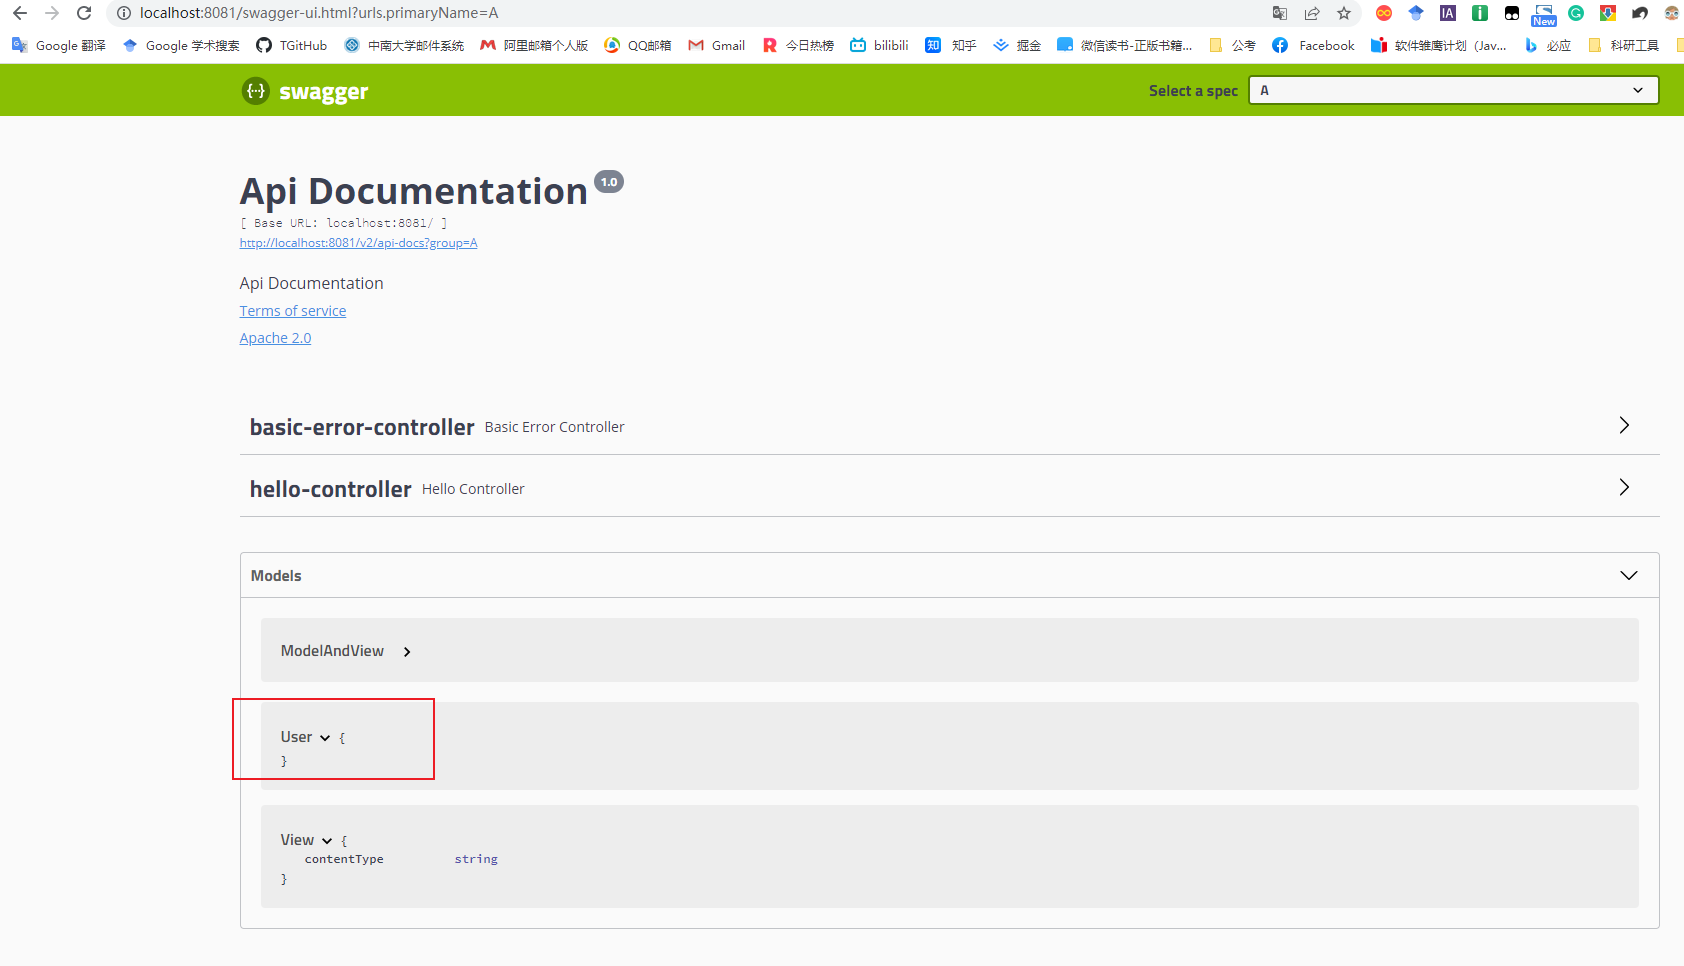 localhost:8081/swagger-ui.html?urls.primaryName=A
New
Google 翻译 Google 学术搜索 TGitHub 中南大学邮件系统 阿里邮箱个人版 QQ邮箱 Gmail 今日热榜 bilibili 知乎 掘金 微信读书-正版书籍... 公考 Facebook 软件雏鹰计划（Jav... 必应 科研工具
swagger
Select a spec A
Api Documentation 1.0
[ Base URL: localhost:8081/ ]
http://localhost:8081/v2/api-docs?group=A
Api Documentation
Terms of service
Apache 2.0
basic-error-controller Basic Error Controller
hello-controller Hello Controller
Models
ModelAndView
User {
}
View {
contentType string
}